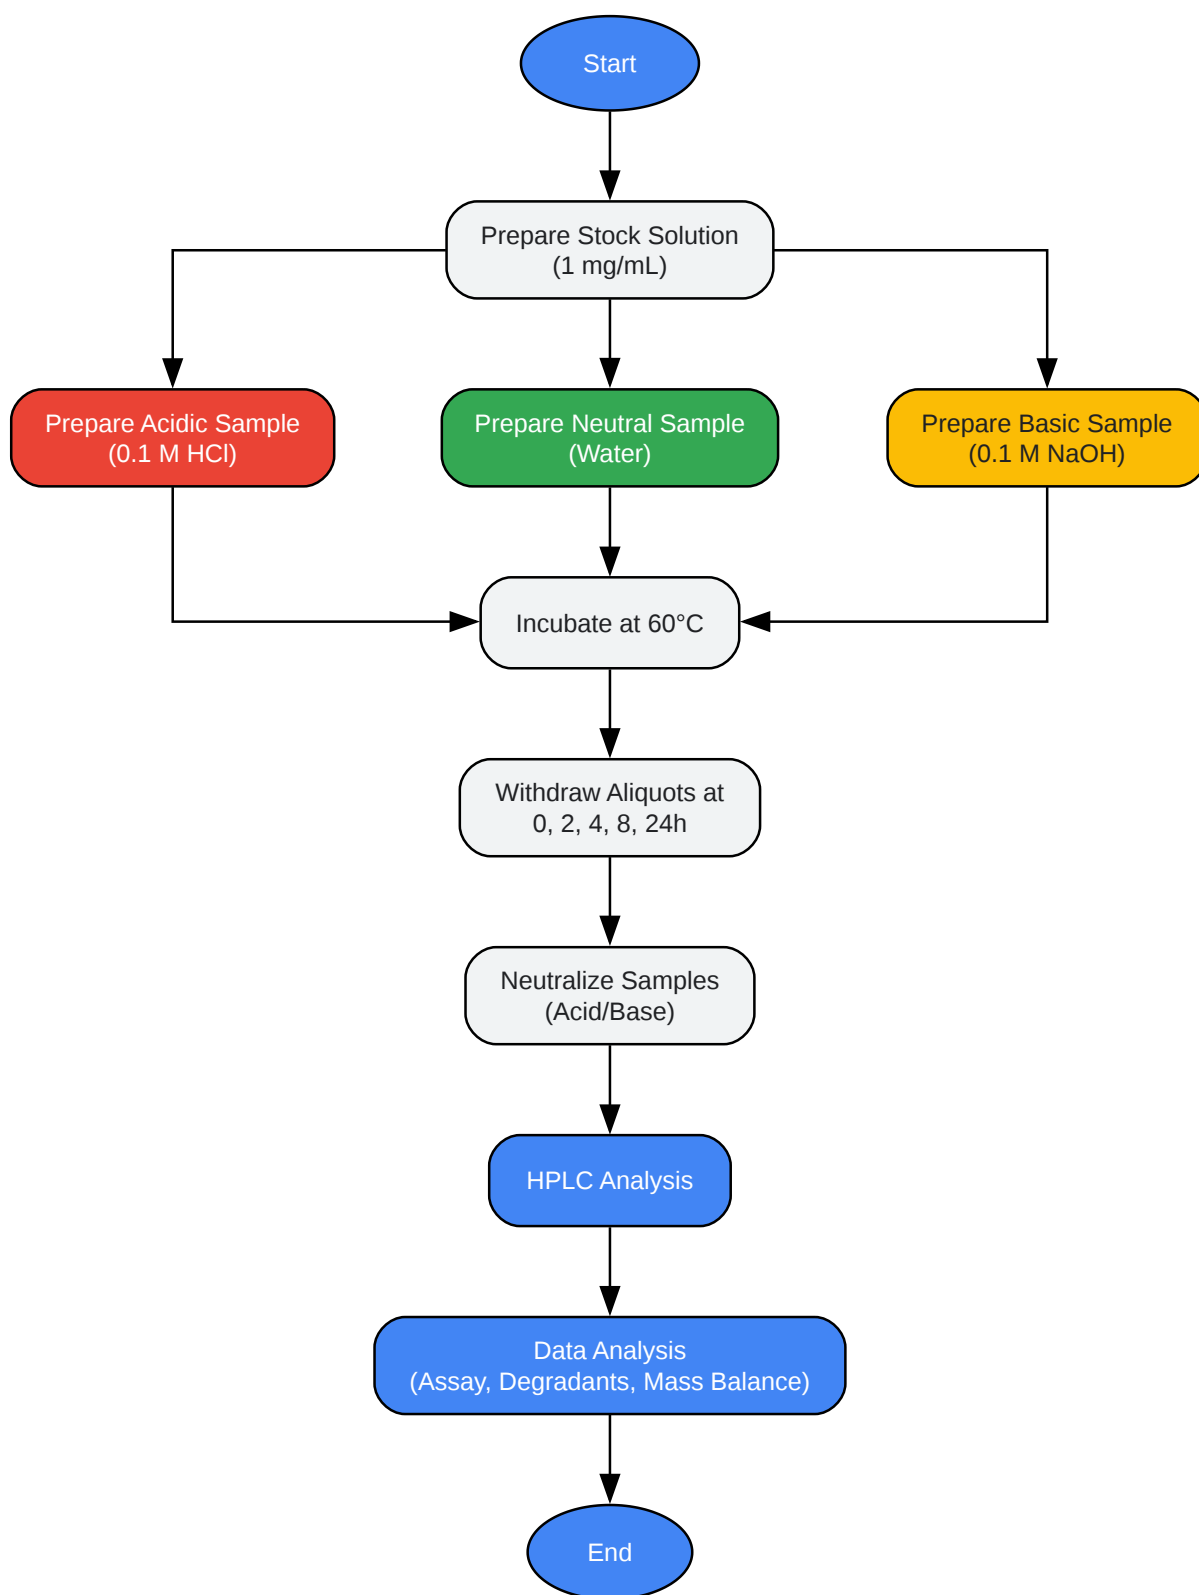 Start
Prepare Stock Solution
(1 mg/mL)
Prepare Acidic Sample
(0.1 M HCl)
Prepare Neutral Sample
(Water)
Prepare Basic Sample
(0.1 M NaOH)
Incubate at 60°C
Withdraw Aliquots at
0, 2, 4, 8, 24h
Neutralize Samples
(Acid/Base)
HPLC Analysis
Data Analysis
(Assay, Degradants, Mass Balance)
End